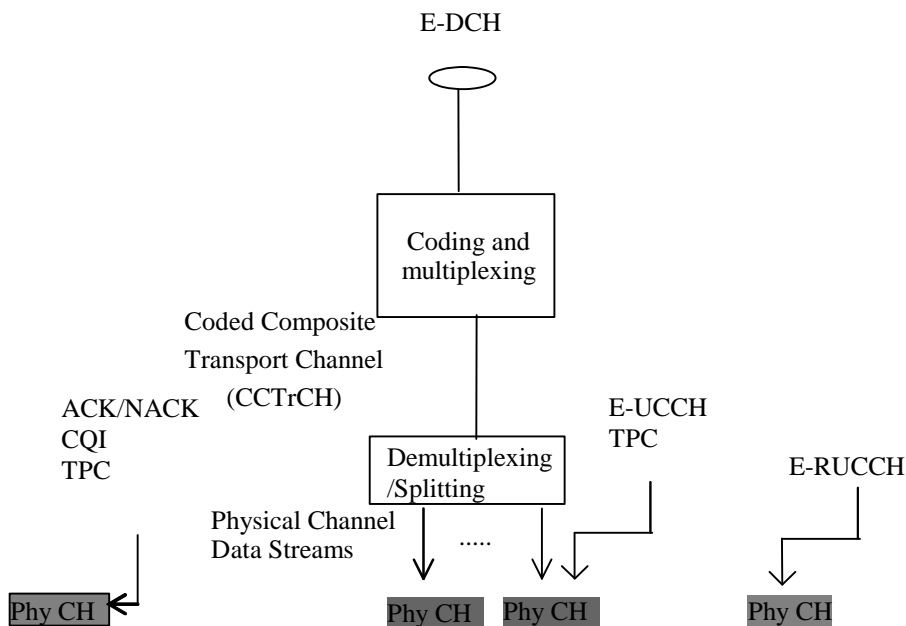 E-DCH
Coding and
multiplexing
Coded Composite
Transport Channel
(CCTrCH)
ACK/NACK
CQI
TPC
E-UCCH
TPC
Demultiplexing
/Splitting
E-RUCCH
Physical Channel
Data Streams
.....
Phy CH
Phy CH
Phy CH
Phy CH